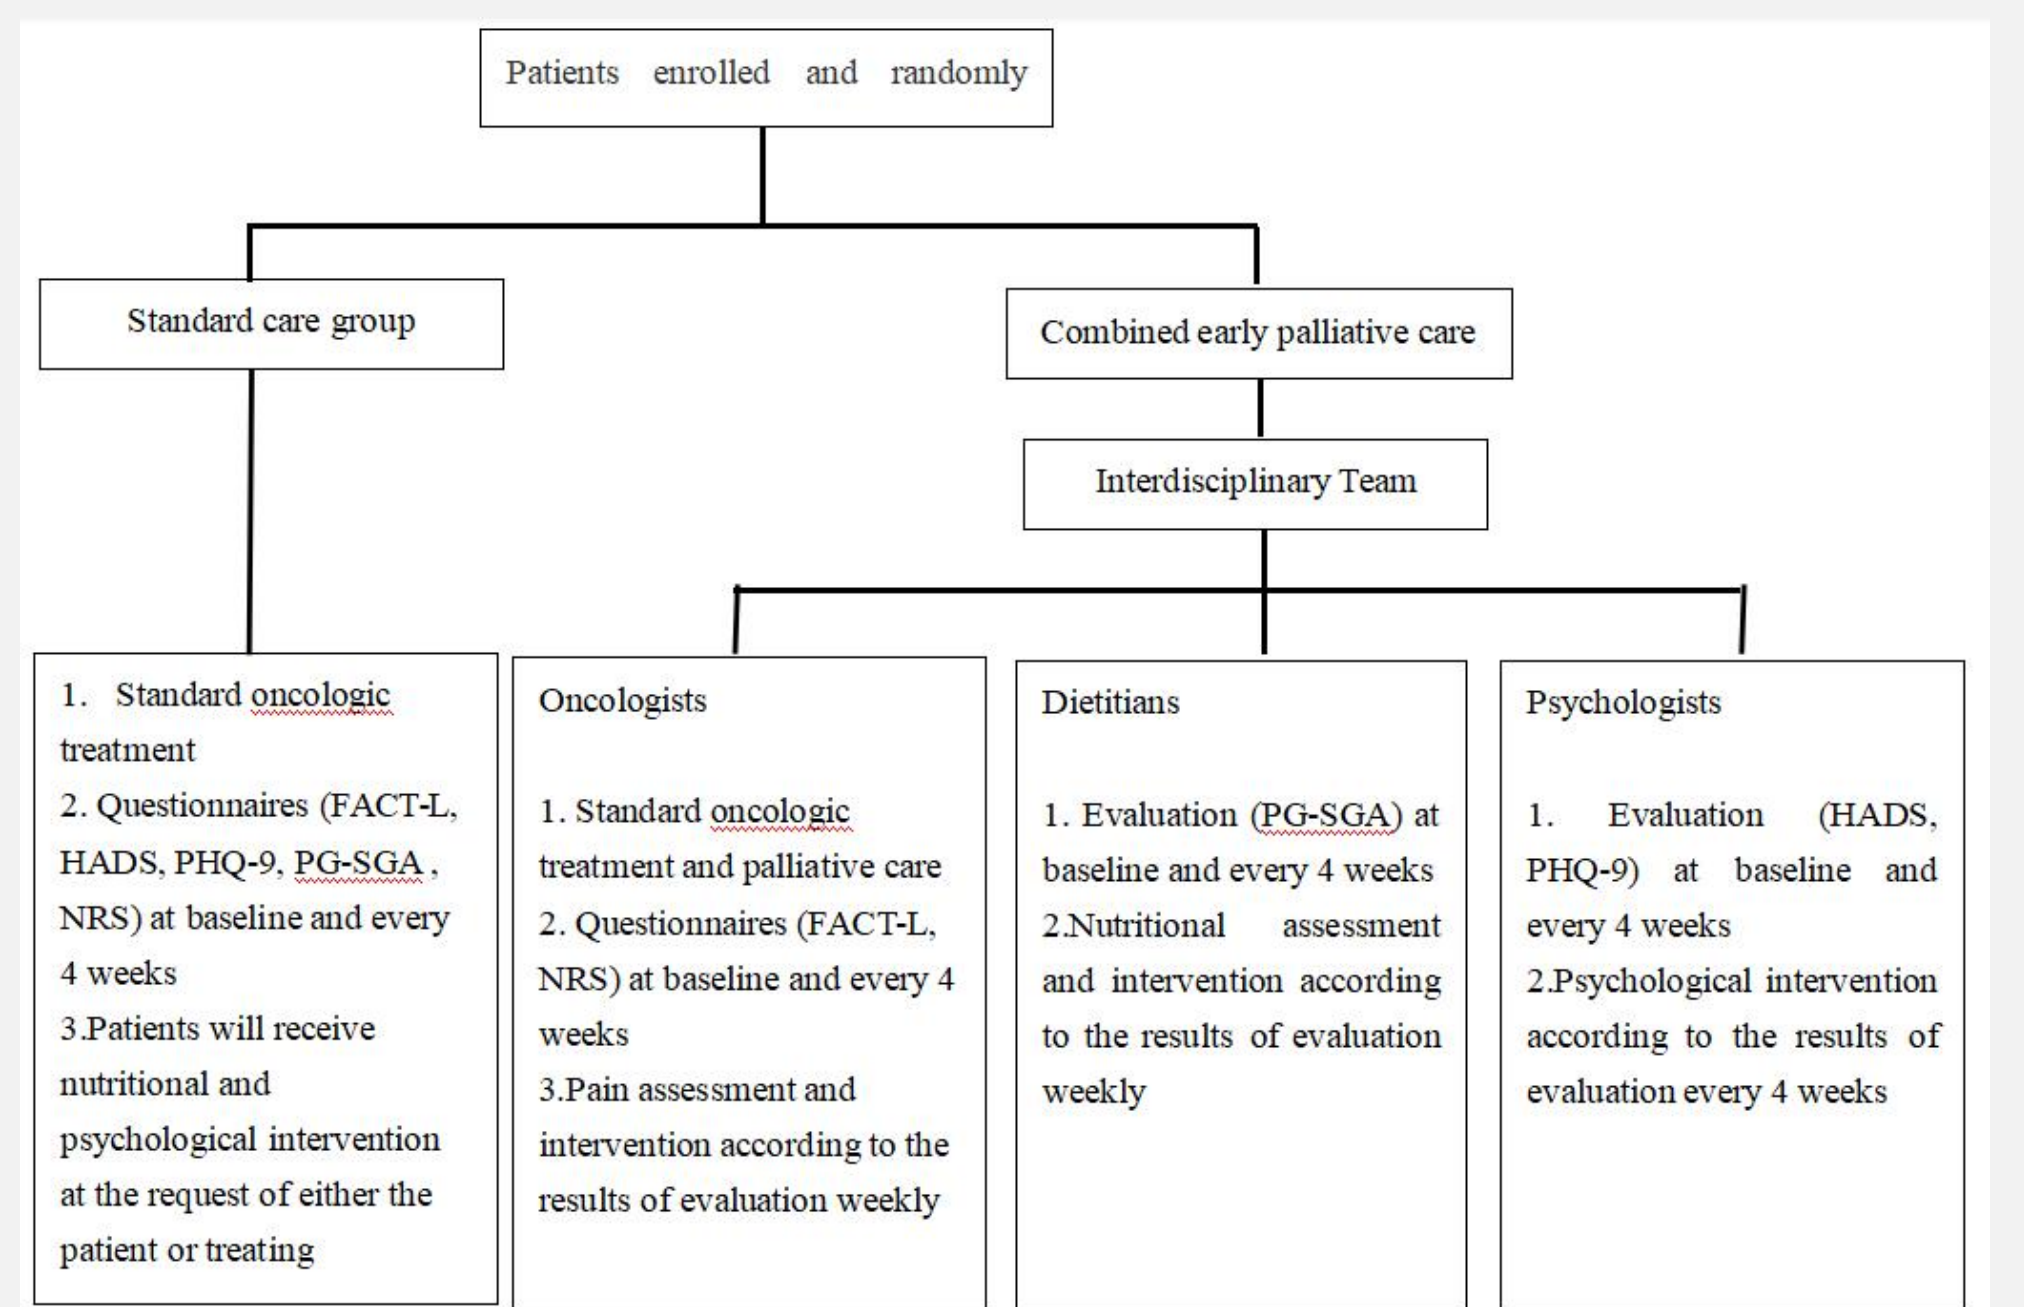 Patients enrolled and randomly
Standard care group
Combined early palliative care
Interdisciplinary Team
1. Standard oncologic
treatment
2. Questionnaires (FACT-L,
HADS, PHQ-9, PG-SGA ,
NRS) at baseline and every
4 weeks
3.Patients will receive
nutritional and
psychological intervention
at the request of either the
patient or treating
Oncologists
1. Standard oncologic
treatment and palliative care
2. Questionnaires (FACT-L,
NRS) at baseline and every 4
weeks
3.Pain assessment and
intervention according to the
results of evaluation weekly
Dietitians
1. Evaluation (PG-SGA) at
baseline and every 4 weeks
2.Nutritional assessment
and intervention according
to the results of evaluation
weekly
Psychologists
1. Evaluation (HADS,
PHQ-9) at baseline and
every 4 weeks
2.Psychological intervention
according to the results of
evaluation every 4 weeks